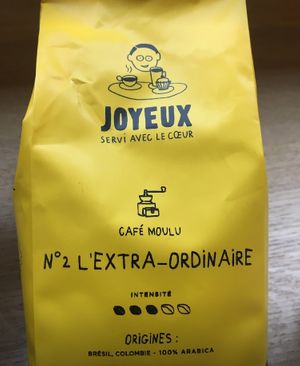 JOYEUX
SERVI AVEC LE CŒUR
CAFÉ MOULU
N°2 L'EXTRA-ORDINAIRE
INTENSITÉ
ORIGINES :
BRÉSIL, COLOMBIE - 100% ARABICA